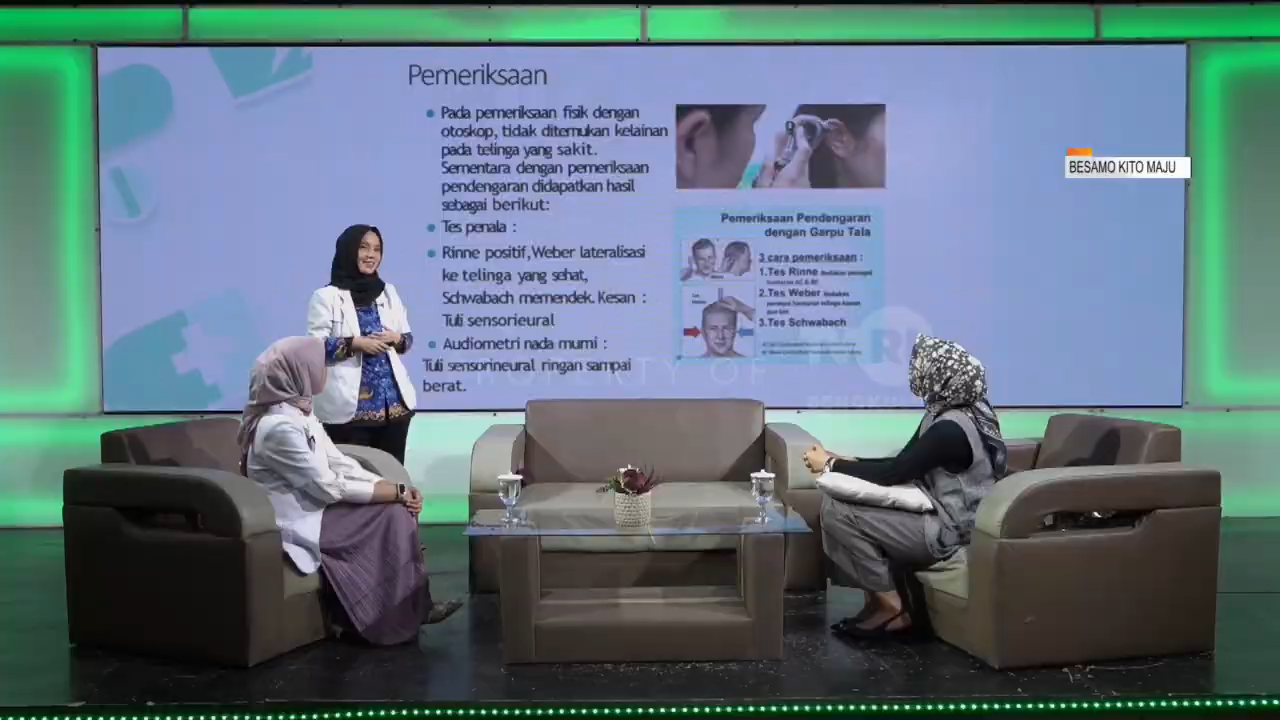 Pemeriksaan
Pada pemeriksaan fisik dengan
otoskop, tidak ditemukan kelainan
pada telinga yang sakit.
Sementara dengan pemeriksaan
pendengaran didapatkan hasil
sebagai berikut:
Tes penala :
Rinne positif,Weber lateralisasi
ke telinga yang sehat,
Schwabach memendek. Kesan :
Tuli sensorieural
Audiometri nada murni :
Tuli sensorineural ringan sampai
berat.
Pemeriksaan Pendengaran
dengan Garpu Tala
3 cara pemeriksaan :
1.Tes Rinne
2.Tes Weber
3.Tes Schwabach
BESAMO KITO MAJU
PROPERTY OF